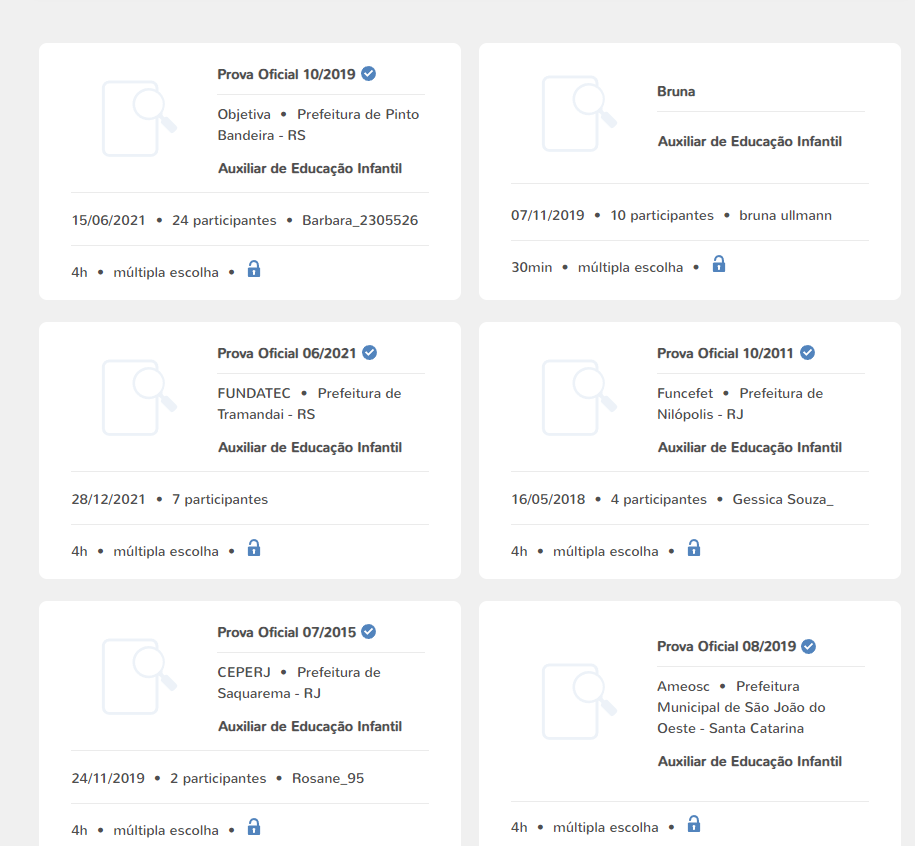 Prova Oficial 10/2019
Objetiva • Prefeitura de Pinto
Bandeira - RS
Auxiliar de Educação Infantil
15/06/2021 • 24 participantes • Barbara_2305526
4h • múltipla escolha •
Bruna
Auxiliar de Educação Infantil
07/11/2019 • 10 participantes • bruna ullmann
30min • múltipla escolha •
Prova Oficial 06/2021
FUNDATEC • Prefeitura de
Tramandai - RS
Auxiliar de Educação Infantil
28/12/2021 • 7 participantes
4h • múltipla escolha •
Prova Oficial 10/2011
Funcefet • Prefeitura de
Nilópolis - RJ
Auxiliar de Educação Infantil
16/05/2018 • 4 participantes • Gessica Souza_
4h • múltipla escolha •
Prova Oficial 07/2015
CEPERJ • Prefeitura de
Saquarema - RJ
Auxiliar de Educação Infantil
24/11/2019 • 2 participantes • Rosane_95
4h • múltipla escolha •
Prova Oficial 08/2019
Ameosc • Prefeitura
Municipal de São João do
Oeste - Santa Catarina
Auxiliar de Educação Infantil
4h • múltipla escolha •